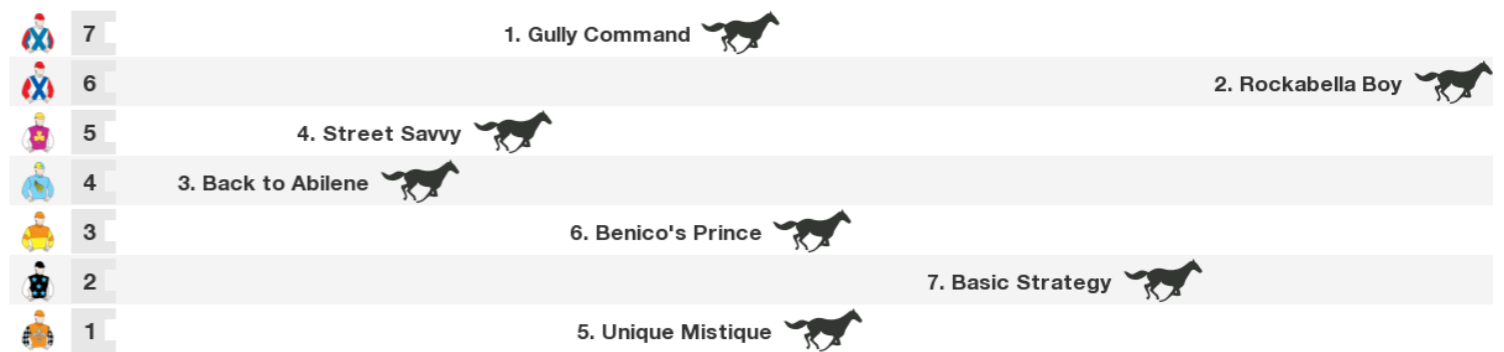 7 1. Gully Command
6 2. Rockabella Boy
5 4. Street Savvy
4 3. Back to Abilene
3 6. Benico's Prince
2 7. Basic Strategy
1 5. Unique Mistique